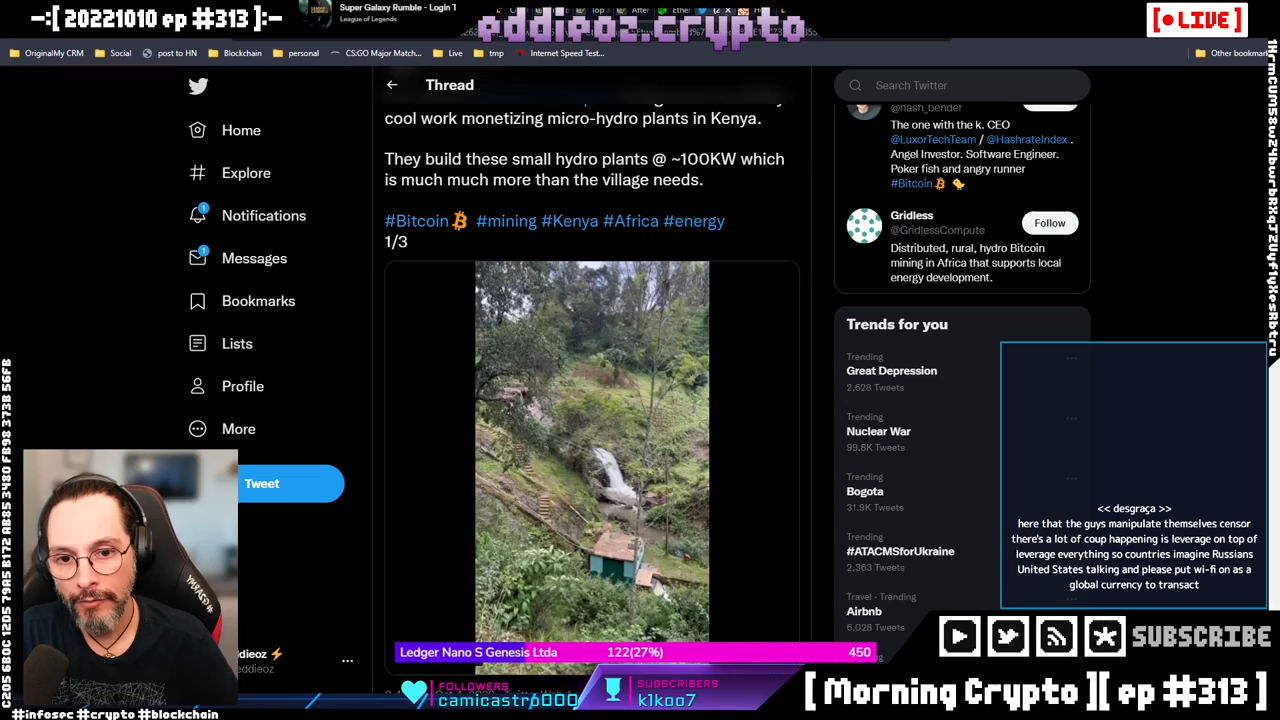 -:[ 20221010 ep #313 ]:-
Super Galaxy Rumble - Login T
League of Legends
eddieoz.crypto
[● LIVE ]
OriginalMy CRM
Social
post to HN
Blockchain
personal
CS:GO Major Match...
Live
tmp
Internet Speed Test...
Other bookmar
Home
Explore
Notifications
1
Messages
1
Bookmarks
Lists
Profile
More
Tweet
Thread
cool work monetizing micro-hydro plants in Kenya.
They build these small hydro plants @ ~100KW which
is much much more than the village needs.
#Bitcoin #mining #Kenya #Africa #energy
1/3
Search Twitter
@hash_bender
The one with the k. CEO
@LuxorTechTeam / @HashrateIndex .
Angel Investor. Software Engineer.
Poker fish and angry runner
#Bitcoin
Gridless
@GridlessCompute
Follow
Distributed, rural, hydro Bitcoin
mining in Africa that supports local
energy development.
Trends for you
Trending
Great Depression
2,628 Tweets
Trending
Nuclear War
99.8K Tweets
Trending
Bogota
31.9K Tweets
Trending
#ATACMSforUkraine
2,363 Tweets
Travel - Trending
Airbnb
6,028 Tweets
<< desgraça >>
here that the guys manipulate themselves censor
there's a lot of coup happening is leverage on top of
leverage everything so countries imagine Russians
United States talking and please put wi-fi on as a
global currency to transact
ddieoz
eddieoz
Ledger Nano S Genesis Ltda 122(27%) 450
FOLLOWERS
camicastrp000
SUBSCRIBERS
k1koo7
SUBSCRIBE
[ Morning Crypto ][ ep #313 ]
#infosec #crypto #blockchain